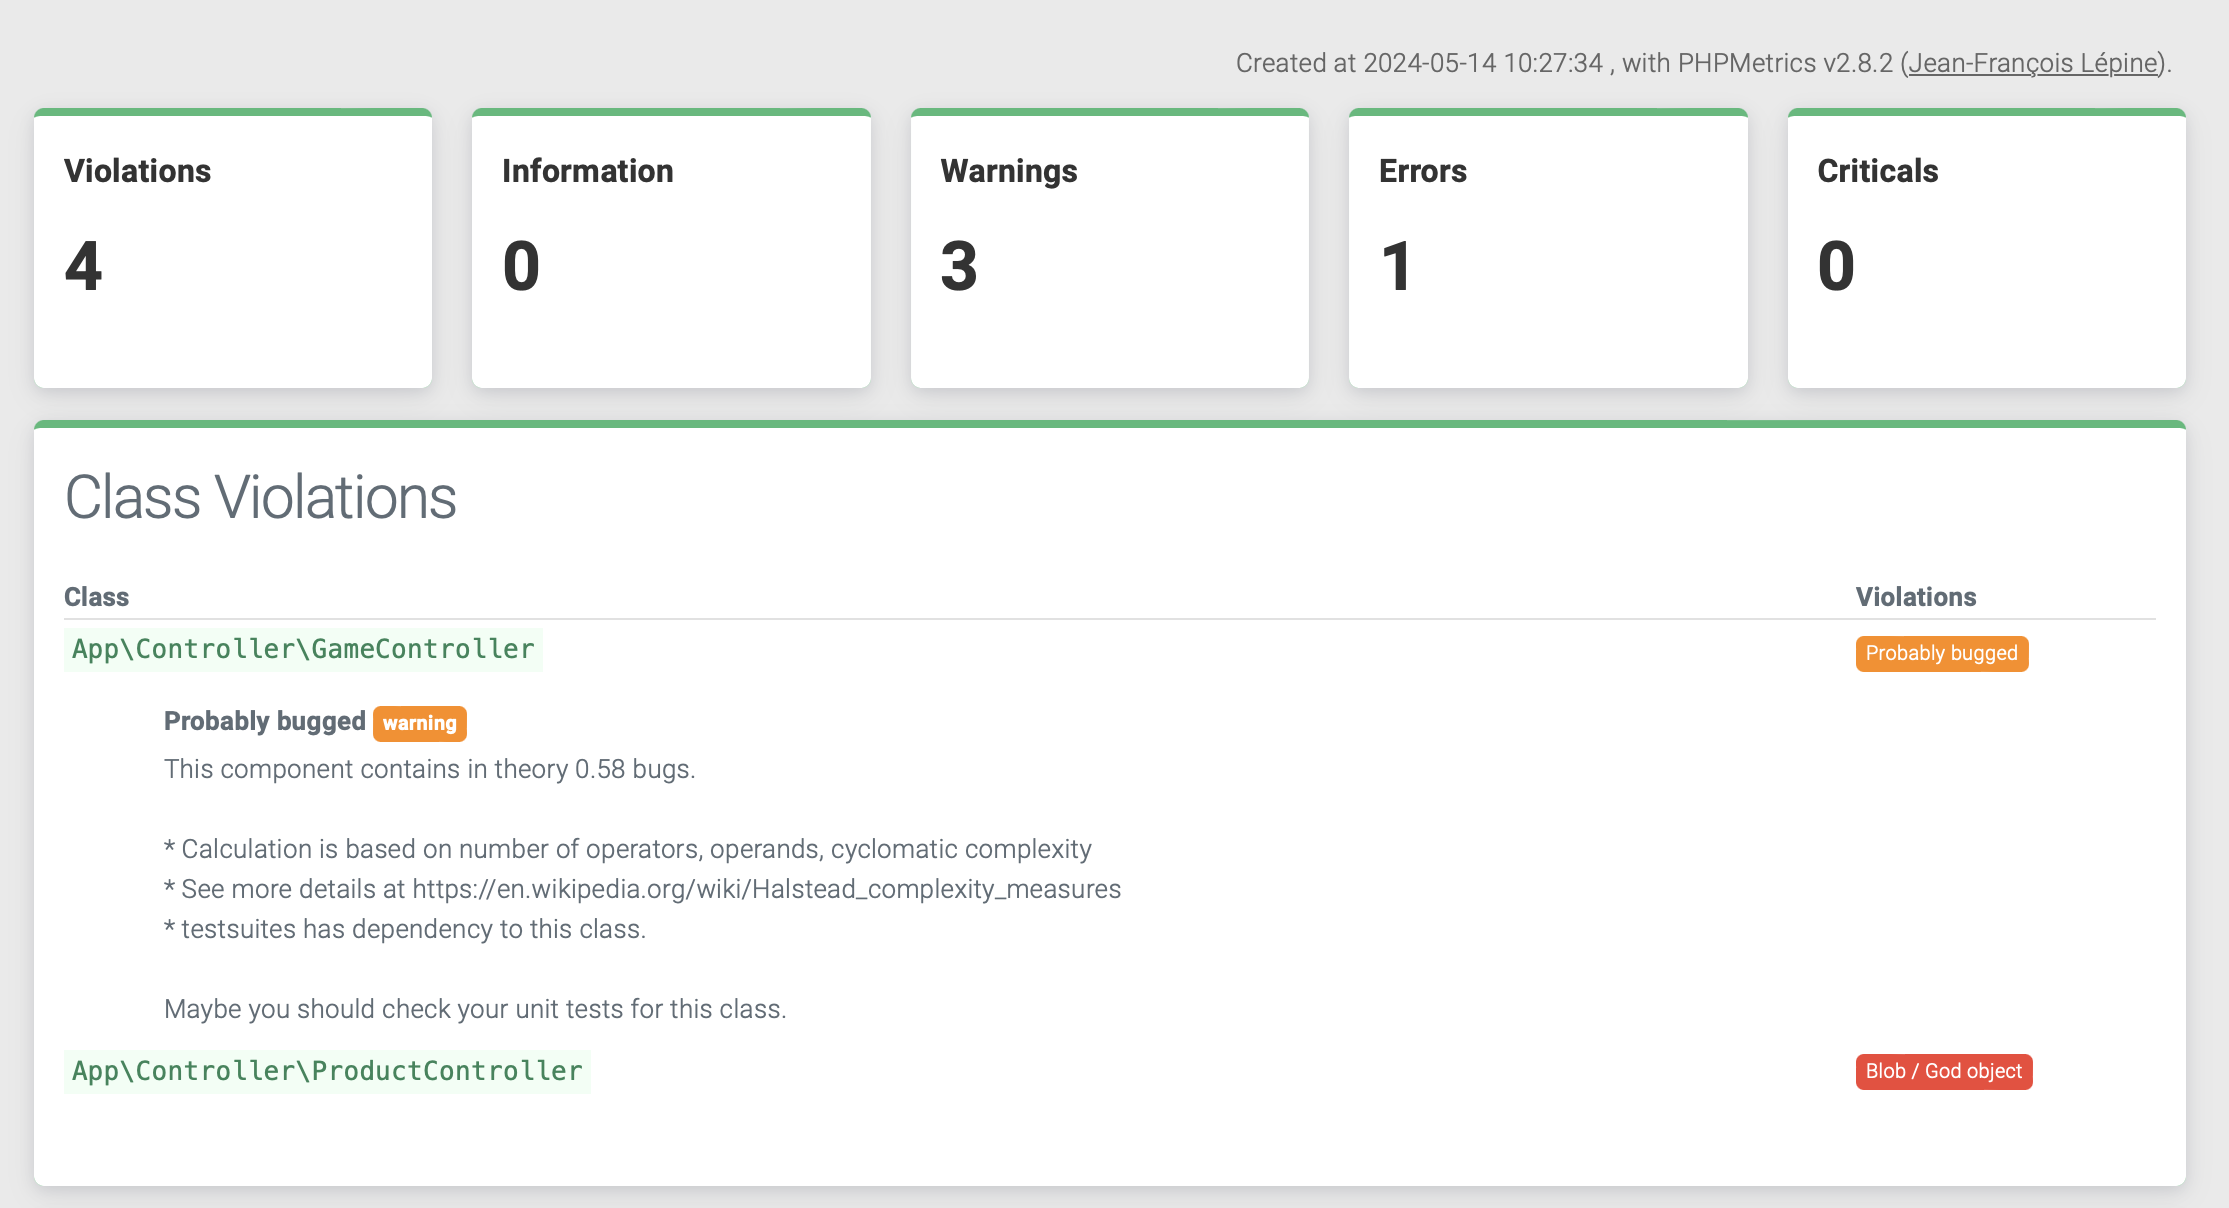 Created at 2024-05-14 10:27:34 , with PHPMetrics v2.8.2 (Jean-François Lépine).
Violations
4
Information
0
Warnings
3
Errors
1
Criticals
0
Class Violations
Class Violations
App\Controller\GameController Probably bugged
Probably bugged warning
This component contains in theory 0.58 bugs.
* Calculation is based on number of operators, operands, cyclomatic complexity
* See more details at https://en.wikipedia.org/wiki/Halstead_complexity_measures
* testsuites has dependency to this class.
Maybe you should check your unit tests for this class.
App\Controller\ProductController Blob / God object